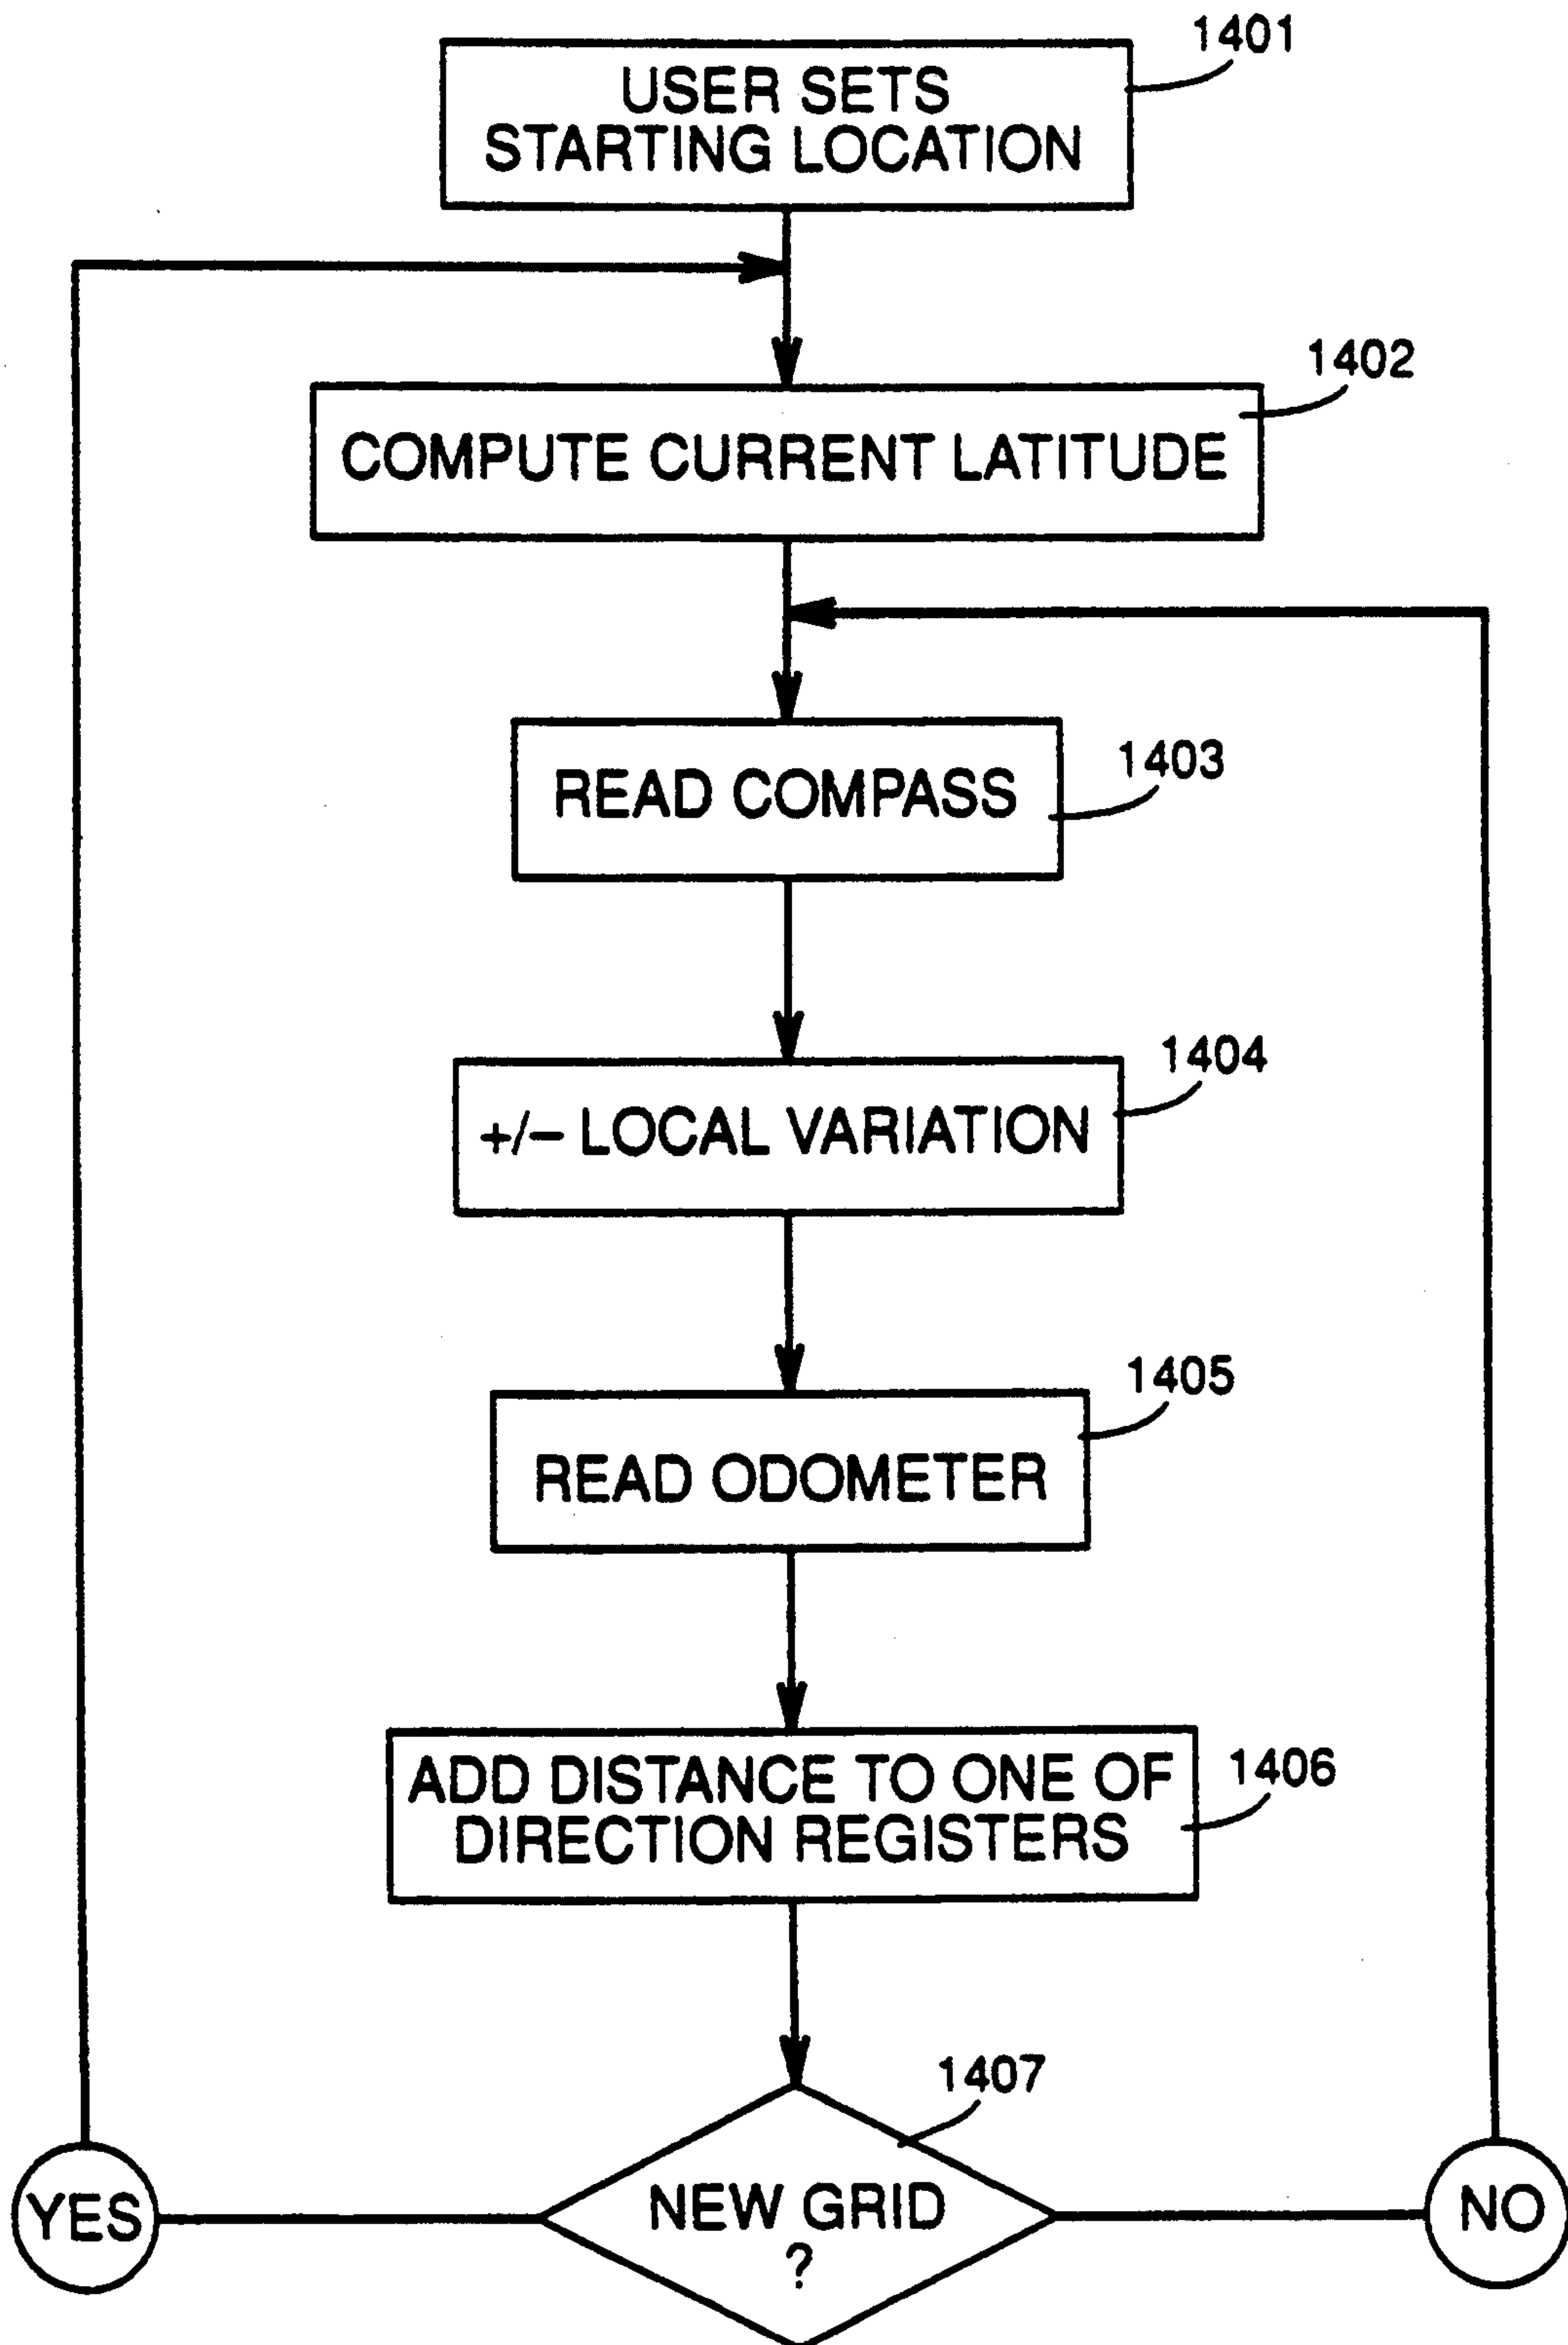 1401
USER SETS
STARTING LOCATION
1402
COMPUTE CURRENT LATITUDE
1403
READ COMPASS
1404
+/− LOCAL VARIATION
1405
READ ODOMETER
1406
ADD DISTANCE TO ONE OF
DIRECTION REGISTERS
1407
YES
NEW GRID
?
NO